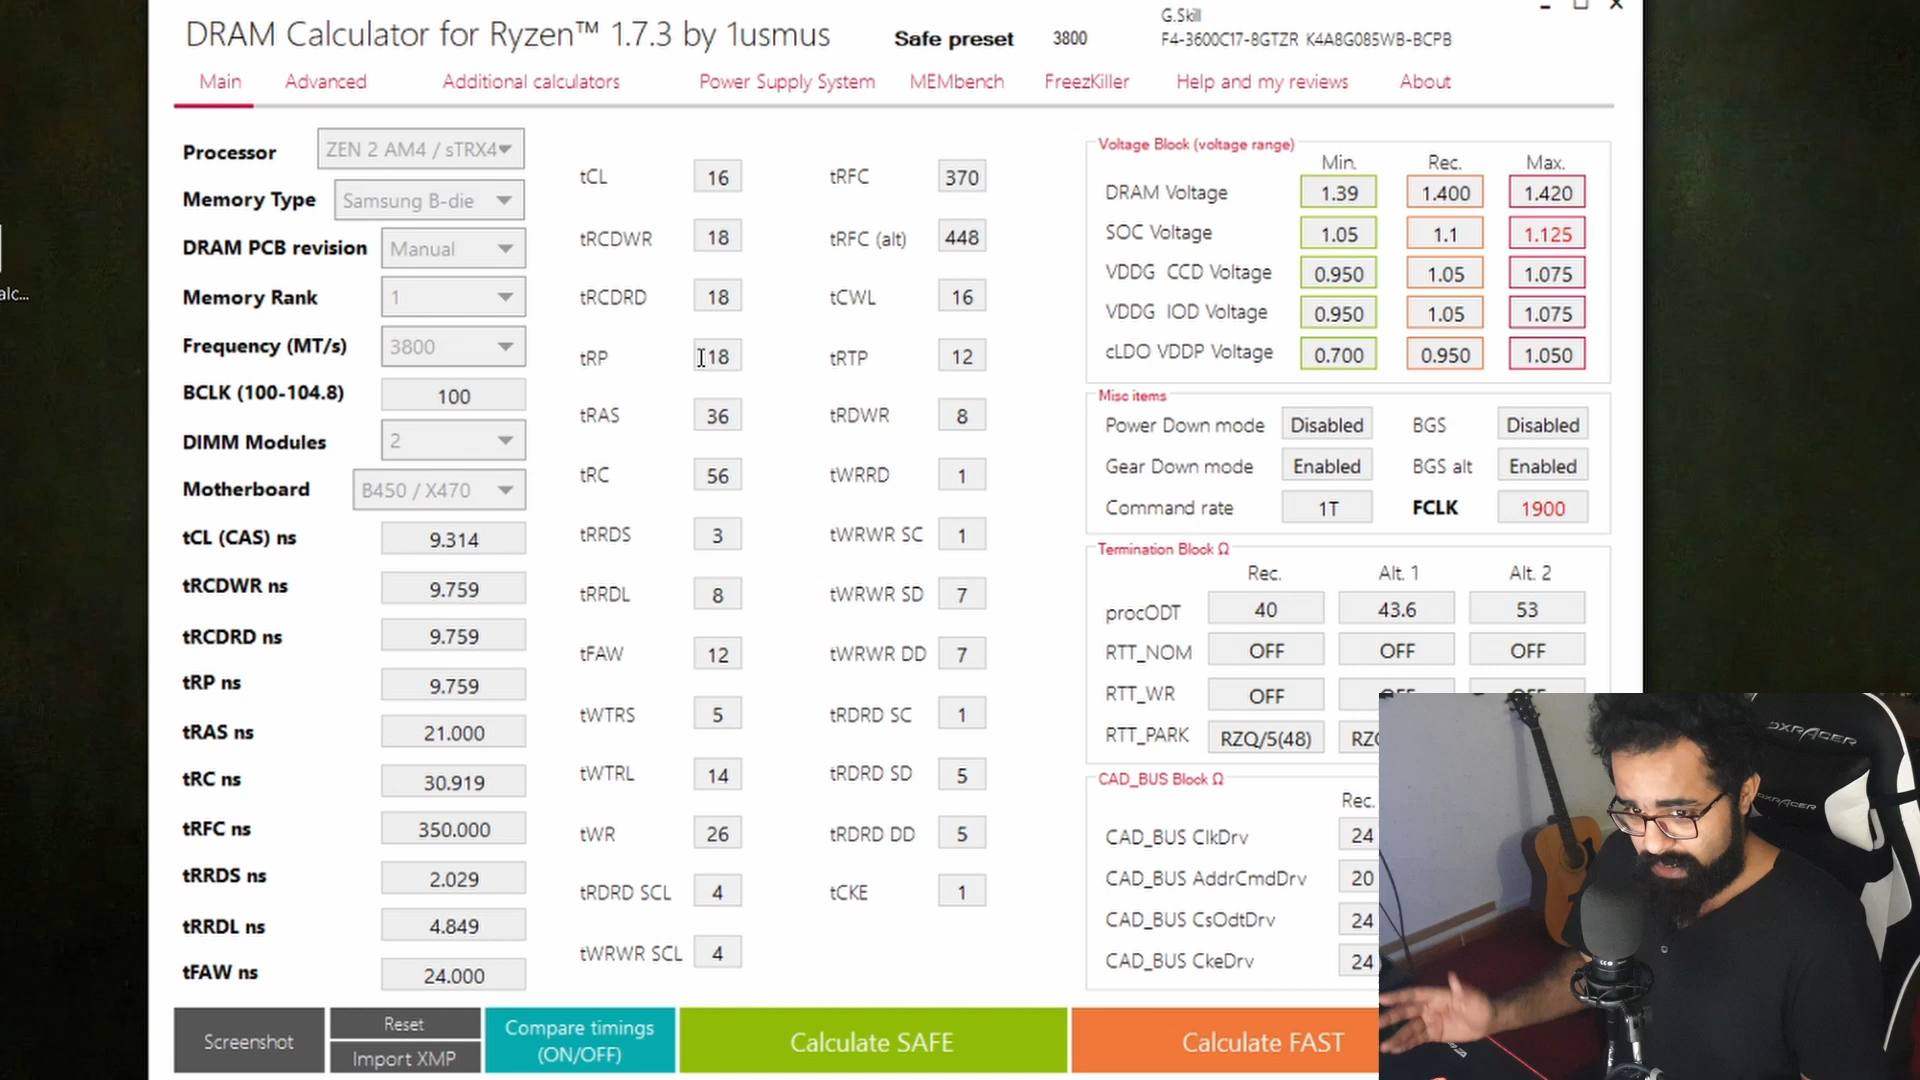 DRAM Calculator for Ryzen™ 1.7.3 by 1usmus
Safe preset 3800
G.Skill
F4-3600C17-8GTZR K4A8G085WB-BCPB
Main Advanced Additional calculators Power Supply System MEMbench FreezKiller Help and my reviews About
alc...
Processor ZEN 2 AM4 / sTRX4
Memory Type Samsung B-die
DRAM PCB revision Manual
Memory Rank 1
Frequency (MT/s) 3800
BCLK (100-104.8) 100
DIMM Modules 2
Motherboard B450 / X470
tCL (CAS) ns 9.314
tRCDWR ns 9.759
tRCDRD ns 9.759
tRP ns 9.759
tRAS ns 21.000
tRC ns 30.919
tRFC ns 350.000
tRRDS ns 2.029
tRRDL ns 4.849
tFAW ns 24.000
tCL 16
tRCDWR 18
tRCDRD 18
tRP 18
tRAS 36
tRC 56
tRRDS 3
tRRDL 8
tFAW 12
tWTRS 5
tWTRL 14
tWR 26
tRDRD SCL 4
tWRWR SCL 4
tRFC 370
tRFC (alt) 448
tCWL 16
tRTP 12
tRDWR 8
tWRRD 1
tWRWR SC 1
tWRWR SD 7
tWRWR DD 7
tRDRD SC 1
tRDRD SD 5
tRDRD DD 5
tCKE 1
Voltage Block (voltage range)
Min. Rec. Max.
DRAM Voltage 1.39 1.400 1.420
SOC Voltage 1.05 1.1 1.125
VDDG CCD Voltage 0.950 1.05 1.075
VDDG IOD Voltage 0.950 1.05 1.075
cLDO VDDP Voltage 0.700 0.950 1.050
Misc items
Power Down mode Disabled BGS Disabled
Gear Down mode Enabled BGS alt Enabled
Command rate 1T FCLK 1900
Termination Block Ω
Rec. Alt. 1 Alt. 2
procODT 40 43.6 53
RTT_NOM OFF OFF OFF
RTT_WR OFF OFF OFF
RTT_PARK RZQ/5(48) RZQ
CAD_BUS Block Ω
Rec.
CAD_BUS ClkDrv 24
CAD_BUS AddrCmdDrv 20
CAD_BUS CsOdtDrv 24
CAD_BUS CkeDrv 24
Screenshot
Reset
Import XMP
Compare timings
(ON/OFF)
Calculate SAFE
Calculate FAST
DXRACER
DXRACER